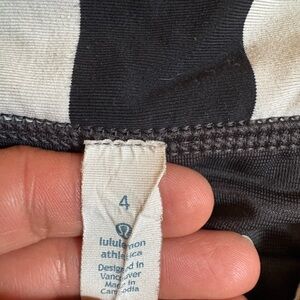 4
lululemon
athletica
Designed in
Vancouver
Made in
Cambodia